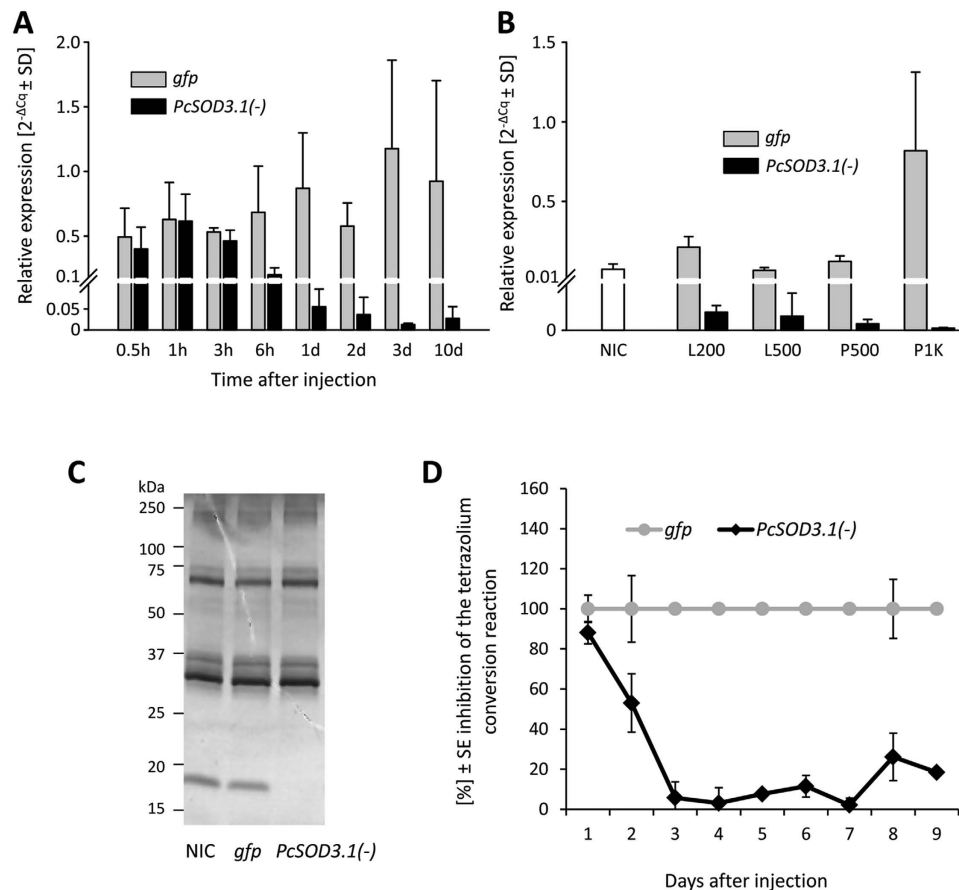 A
Relative expression [2^-ΔCq ± SD]
2.0
1.5
1.0
0.5
0.1
0.05
0
gfp
PcSOD3.1(-)
0.5h 1h 3h 6h 1d 2d 3d 10d
Time after injection
B
Relative expression [2^-ΔCq ± SD]
1.5
1.0
0.5
0.01
0
gfp
PcSOD3.1(-)
NIC L200 L500 P500 P1K
C
kDa
250
100
75
50
37
25
20
15
NIC gfp PcSOD3.1(-)
D
[%] ± SE inhibition of the tetrazolium
conversion reaction
160
140
120
100
80
60
40
20
0
gfp PcSOD3.1(-)
1 2 3 4 5 6 7 8 9
Days after injection